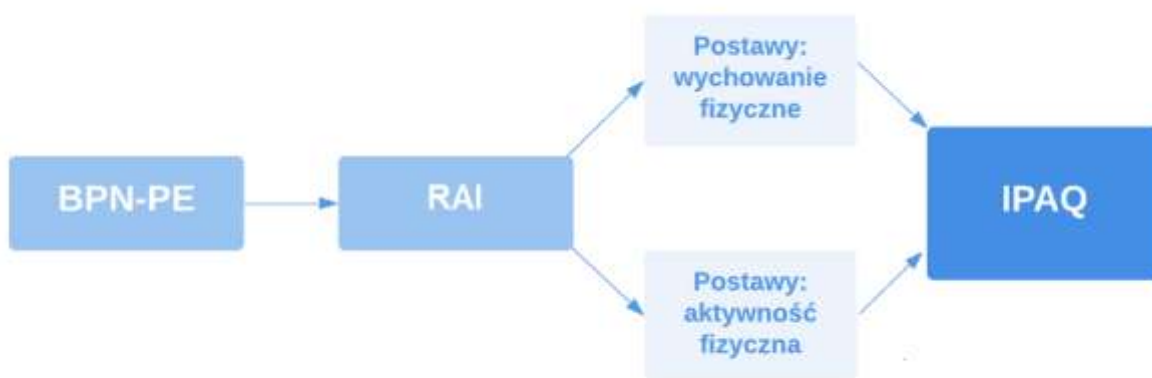 Postawy:
wychowanie
fizyczne
BPN-PE
RAI
IPAQ
Postawy:
aktywność
fizyczna